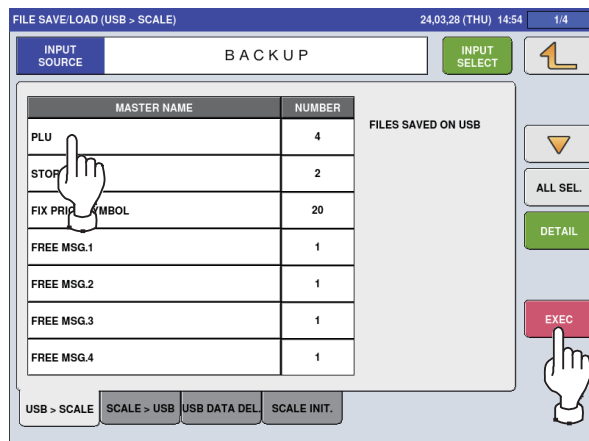 FILE SAVE/LOAD (USB > SCALE) 24,03,28 (THU) 14:54 1/4
INPUT SOURCE
BACKUP
INPUT SELECT
MASTER NAME NUMBER
FILES SAVED ON USB
PLU 4
2
FIX 20
FREE MSG.1 1
FREE MSG.2 1
FREE MSG.3 1
FREE MSG.4 1
ALL SEL.
DETAIL
EXEC
USB > SCALE SCALE > USB USB DATA DEL. SCALE INIT.